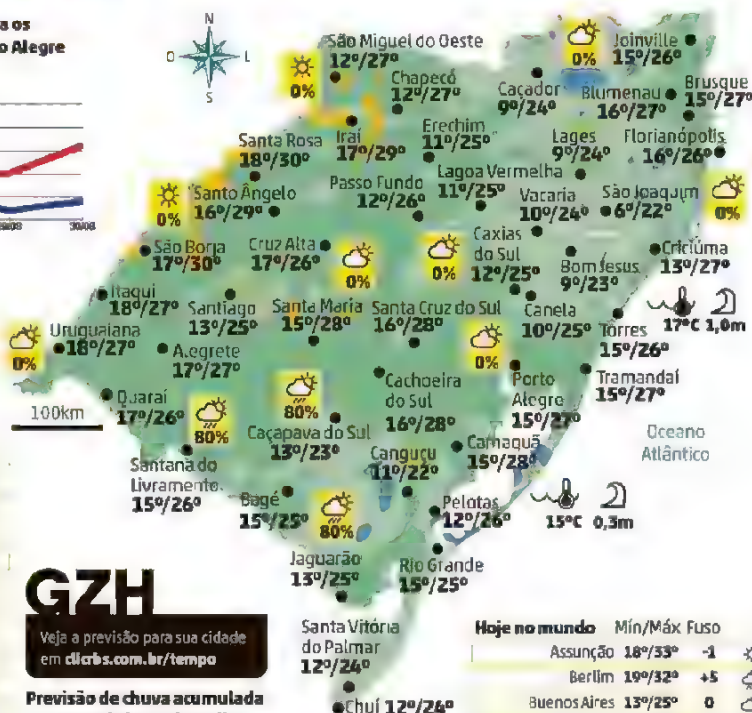 a os
o Alegre
N
O
L
S
0%
São Miguel do Oeste
12º/27º
Chapecó
12º/27º
0%
Joinville
15º/26º
Caçador
9º/24º
Blumenau
16º/27º
Brusque
15º/27º
Iraí
17º/29º
Erechim
11º/25º
Lages
9º/24º
Florianópolis
16º/26º
Santa Rosa
18º/30º
Passo Fundo
12º/26º
Lagoa Vermelha
11º/25º
Vacaria
10º/24º
São Joaquim
6º/22º
0%
30/08
0%
Santo Ângelo
16º/29º
São Borja
17º/30º
Cruz Alta
17º/26º
0%
0%
Caxias
do Sul
12º/25º
Bom Jesus
9º/23º
Criciúma
13º/27º
Itaqui
18º/27º
Santiago
13º/25º
Santa Maria
15º/28º
Santa Cruz do Sul
16º/28º
Canela
10º/25º
17ºC 1,0m
Torres
15º/26º
0%
Uruguaiana
18º/27º
Alegrete
17º/27º
0%
Porto
Alegre
15º/27º
Tramandaí
15º/27º
Quaraí
17º/26º
100km
80%
80%
Cachoeira
do Sul
16º/28º
Caçapava do Sul
13º/23º
Camaquã
15º/28º
Oceano
Atlântico
Santana do
Livramento
15º/26º
Bagé
15º/25º
Canguçu
11º/22º
80%
Pelotas
12º/26º
15ºC 0,3m
Jaguarão
13º/25º
Rio Grande
15º/25º
Santa Vitória
do Palmar
12º/24º
Chuí 12º/24º
GZH
Veja a previsão para sua cidade
em clicrbs.com.br/tempo
Previsão de chuva acumulada
Hoje no mundo Mín/Máx Fuso
Assunção 18º/33º -1
Berlim 19º/32º +5
Buenos Aires 13º/25º 0